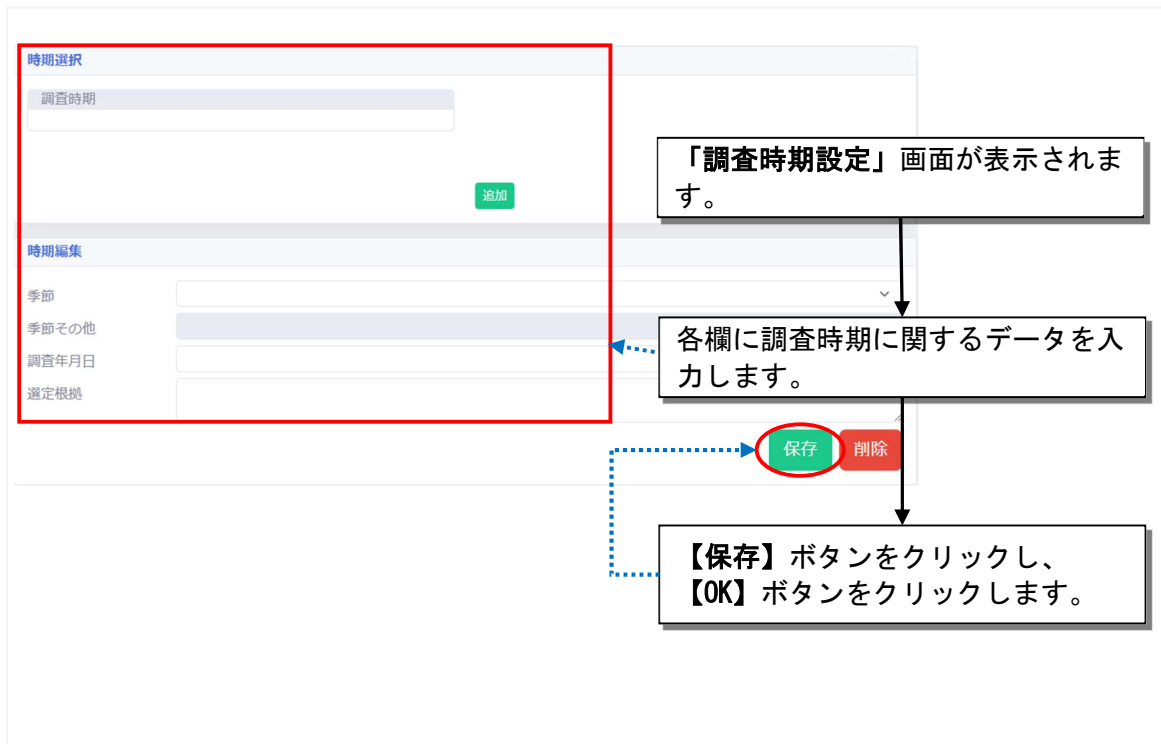 時期選択
調査時期
追加
「調査時期設定」画面が表示されま
す。
時期編集
季節
季節その他
調査年月日
選定根拠
各欄に調査時期に関するデータを入
力します。
保存
削除
【保存】ボタンをクリックし、
【OK】ボタンをクリックします。